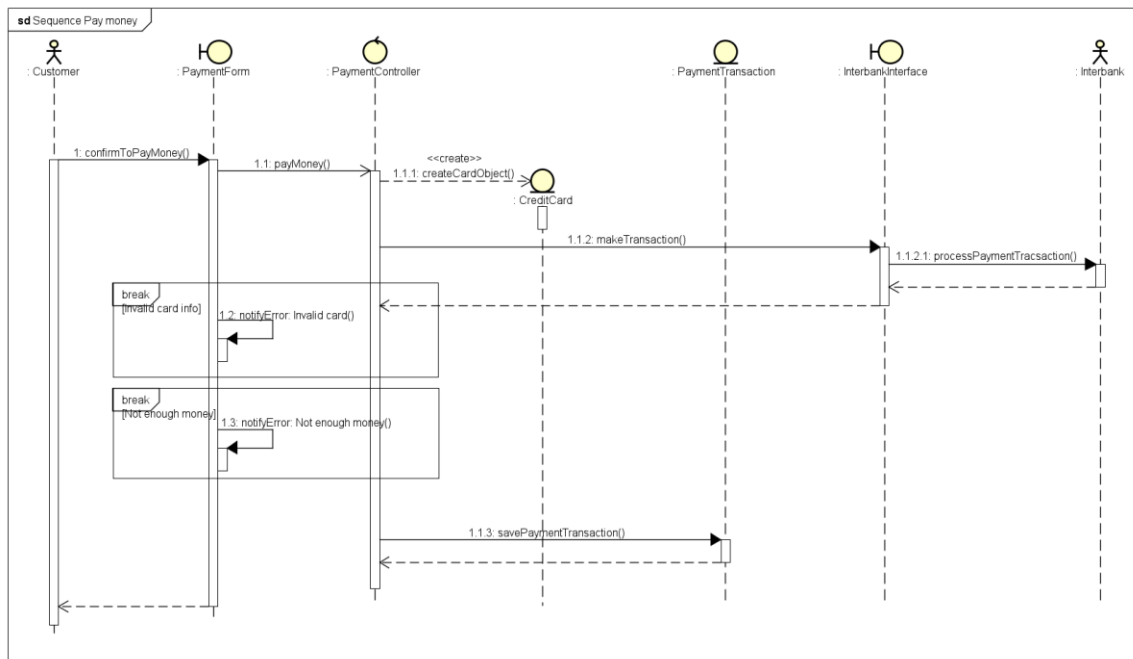 sd Sequence Pay money
: Customer
: PaymentForm
: PaymentController
: PaymentTransaction
: InterbankInterface
: Interbank
1: confirmToPayMoney()
1.1: payMoney()
<<create>>
1.1.1: createCardObject()
: CreditCard
1.1.2: makeTransaction()
1.1.2.1: processPaymentTracsaction()
break
[Invalid card info]
1.2: notifyError: Invalid card()
break
[Not enough money]
1.3: notifyError: Not enough money()
1.1.3: savePaymentTransaction()